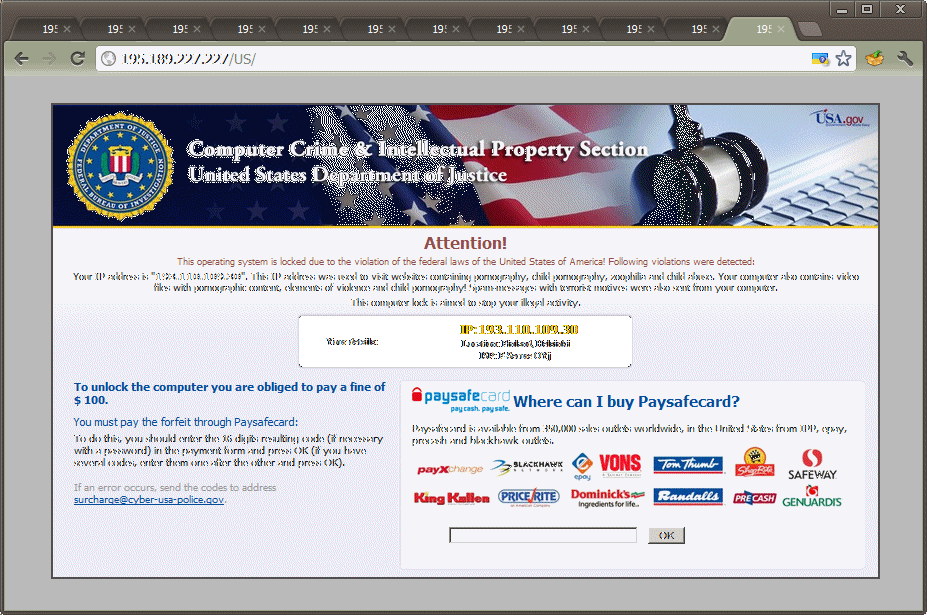 195
195
195
195
195
195
195
195
195
195
195
195
195.189.227.227/US/
DEPARTMENT OF JUSTICE
FEDERAL BUREAU OF INVESTIGATION
USA.gov
Computer Crime & Intellectual Property Section
United States Department of Justice
Attention!
This operating system is locked due to the violation of the federal laws of the United States of America! Following violations were detected:
Your IP address is "193.110.109.30". This IP address was used to visit websites containing pornography, child pornography, zoophilia and child abuse. Your computer also contains video
files with pornographic content, elements of violence and child pornography! Spam-messages with terrorist motives were also sent from your computer.
This computer lock is aimed to stop your illegal activity.
IP: 193.110.109.30
Your details:
To unlock the computer you are obliged to pay a fine of
$ 100.
You must pay the forfeit through Paysafecard:
To do this, you should enter the 16 digits resulting code (if necessary
with a password) in the payment form and press OK (if you have
several codes, enter them one after the other and press OK).
If an error occurs, send the codes to address
surcharge@cyber-usa-police.gov.
paysafecard
pay cash. pay safe.
Where can I buy Paysafecard?
Paysafecard is available from 350,000 sales outlets worldwide, in the United States from IPP, epay,
precash and blackhawk outlets.
payXchange
BLACKHAWK
NETWORK
epay
VONS
Tom Thumb
ShopRite
SAFEWAY
King Kullen
PRICE RITE
Dominick's
ingredients for life..
Randalls
PRECASH
GENUARDIS
OK